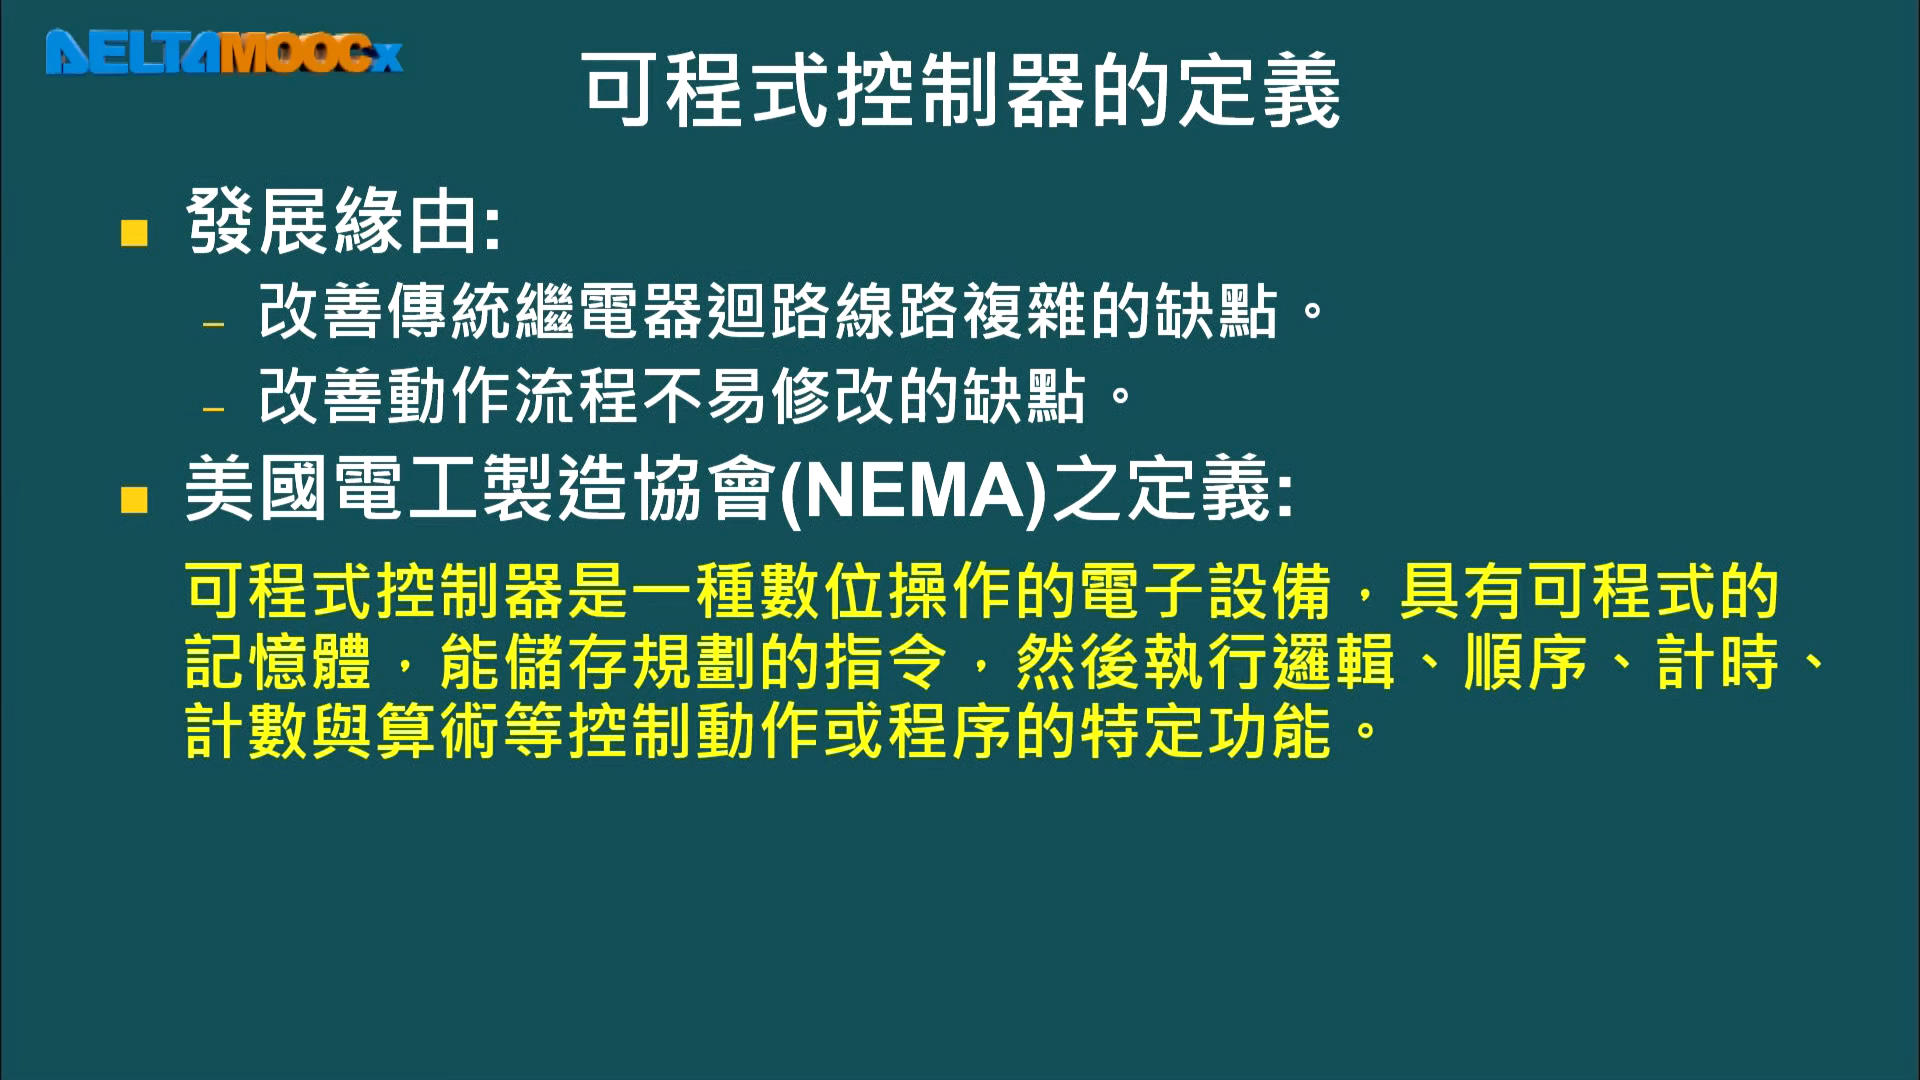 DELTAMOOCx
可程式控制器的定義
發展緣由:
改善傳統繼電器迴路線路複雜的缺點。
改善動作流程不易修改的缺點。
美國電工製造協會(NEMA)之定義:
可程式控制器是一種數位操作的電子設備，具有可程式的
記憶體，能儲存規劃的指令，然後執行邏輯、順序、計時、
計數與算術等控制動作或程序的特定功能。